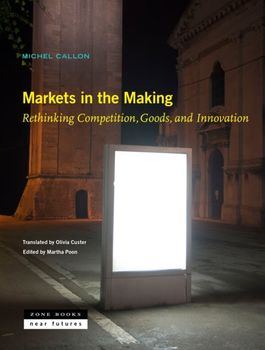 MICHEL CALLON
Markets in the Making
Rethinking Competition, Goods, and Innovation
Translated by Olivia Custer
Edited by Martha Poon
ZONE BOOKS
near futures